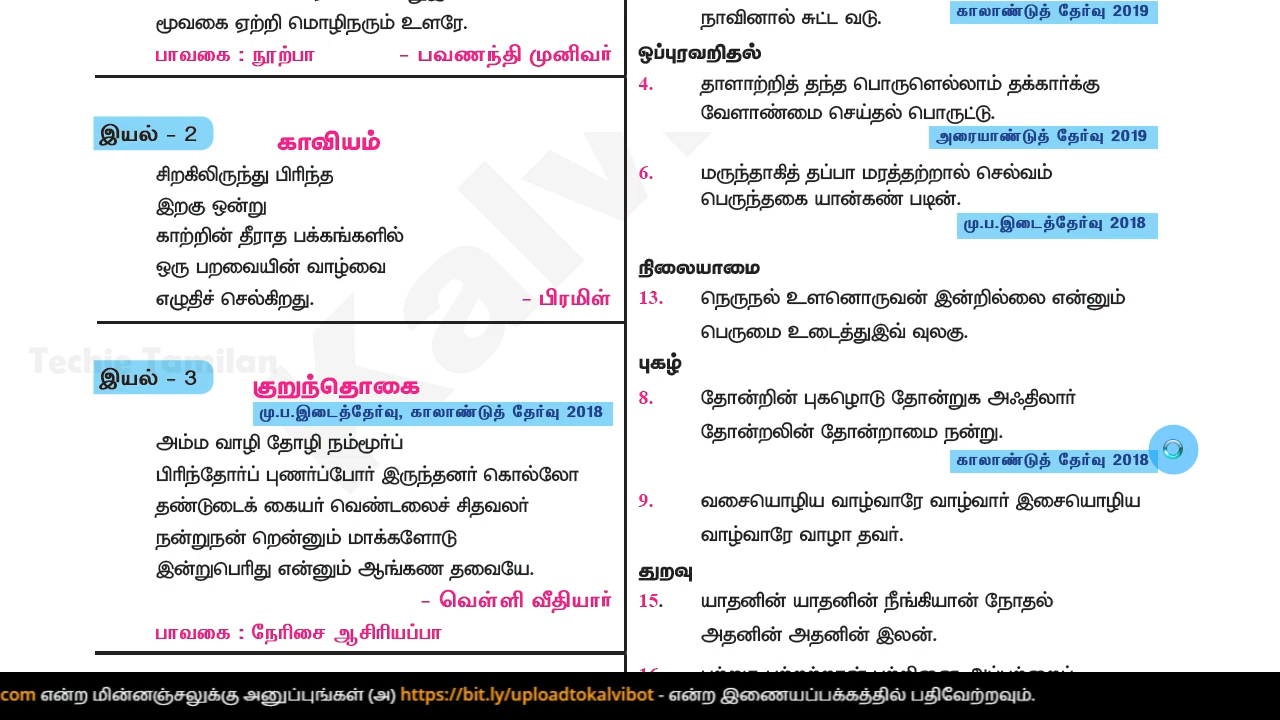 மூவகை ஏற்றி மொழிநரும் உளரே.
பாவகை : நூற்பா - பவணந்தி முனிவர்
இயல் - 2 காவியம்
சிறகிலிருந்து பிரிந்த
இறகு ஒன்று
காற்றின் தீராத பக்கங்களில்
ஒரு பறவையின் வாழ்வை
எழுதிச் செல்கிறது. - பிரமிள்
Techie Tamilan
இயல் - 3 குறுந்தொகை
மு.ப.இடைத்தேர்வு, காலாண்டுத் தேர்வு 2018
அம்ம வாழி தோழி நம்மூர்ப்
பிரிந்தோர்ப் புணர்ப்போர் இருந்தனர் கொல்லோ
தண்டுடைக் கையர் வெண்டலைச் சிதவலர்
நன்றுநன் றென்னும் மாக்களோடு
இன்றுபெரிது என்னும் ஆங்கண தவையே.
- வெள்ளி வீதியார்
பாவகை : நேரிசை ஆசிரியப்பா
நாவினால் சுட்ட வடு.
காலாண்டுத் தேர்வு 2019
ஒப்புரவறிதல்
4. தாளாற்றித் தந்த பொருளெல்லாம் தக்கார்க்கு
வேளாண்மை செய்தல் பொருட்டு.
அரையாண்டுத் தேர்வு 2019
6. மருந்தாகித் தப்பா மரத்தற்றால் செல்வம்
பெருந்தகை யான்கண் படின்.
மு.ப.இடைத்தேர்வு 2018
நிலையாமை
13. நெருநல் உளனொருவன் இன்றில்லை என்னும்
பெருமை உடைத்துஇவ் வுலகு.
புகழ்
8. தோன்றின் புகழொடு தோன்றுக அஃதிலார்
தோன்றலின் தோன்றாமை நன்று.
காலாண்டுத் தேர்வு 2018
9. வசையொழிய வாழ்வாரே வாழ்வார் இசையொழிய
வாழ்வாரே வாழா தவர்.
துறவு
15. யாதனின் யாதனின் நீங்கியான் நோதல்
அதனின் அதனின் இலன்.
com என்ற மின்னஞ்சலுக்கு அனுப்புங்கள் (அ) https://bit.ly/uploadtokalvibot - என்ற இணையப்பக்கத்தில் பதிவேற்றவும்.